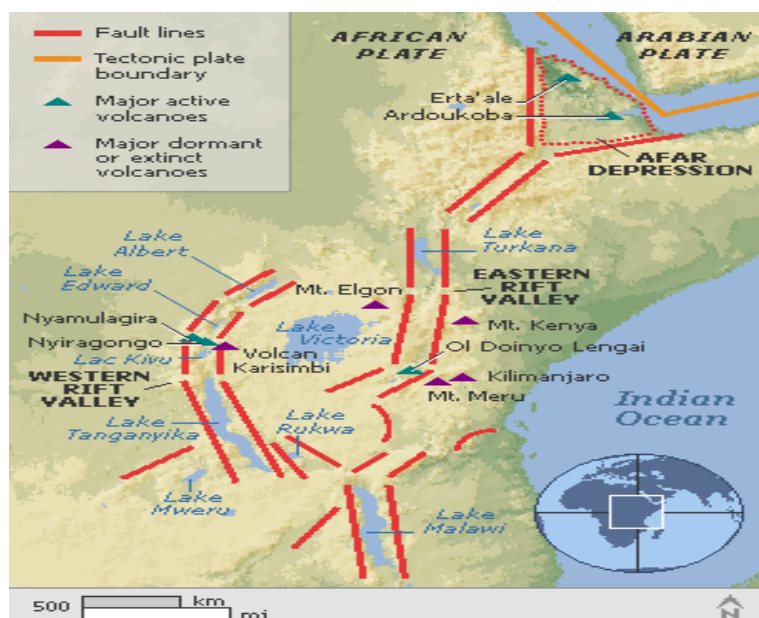 Fault lines
Tectonic plate
boundary
Major active
volcanoes
Major dormant
or extinct
volcanoes
AFRICAN
PLATE
ARABIAN
PLATE
Erta'ale
Ardoukoba
AFAR
DEPRESSION
Lake
Albert
Lake
Turkana
Lake
Edward
Mt. Elgon
EASTERN
RIFT
VALLEY
Nyamulagira
Lake
Victoria
Mt. Kenya
Nyiragongo
Ol Doinyo Lengai
Lac Kivu
Volcan
Karisimbi
WESTERN
RIFT
VALLEY
Kilimanjaro
Mt. Meru
Indian
Ocean
Lake
Tanganyika
Lake
Rukwa
Lake
Mweru
Lake
Malawi
500
km
mi
N